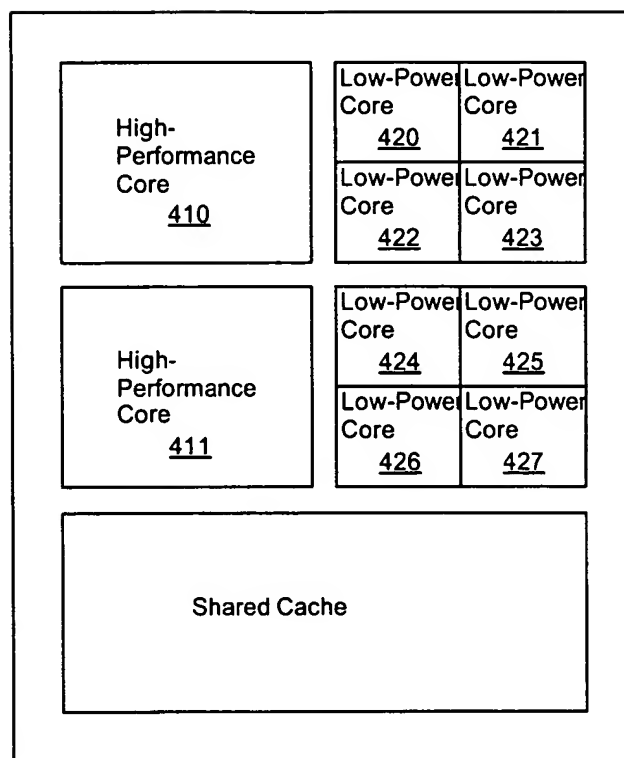 High-
Performance
Core
410
Low-Power
Core
420
Low-Power
Core
421
Low-Power
Core
422
Low-Power
Core
423
High-
Performance
Core
411
Low-Power
Core
424
Low-Power
Core
425
Low-Power
Core
426
Low-Power
Core
427
Shared Cache